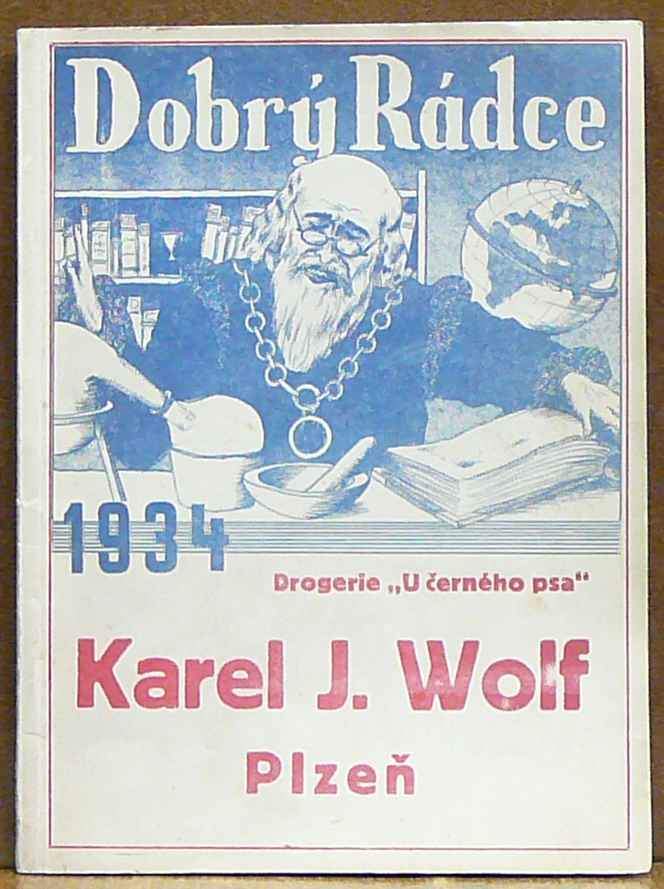 Dobrý Rádce
1934
Drogerie „U černého psa“
Karel J. Wolf
Plzeň